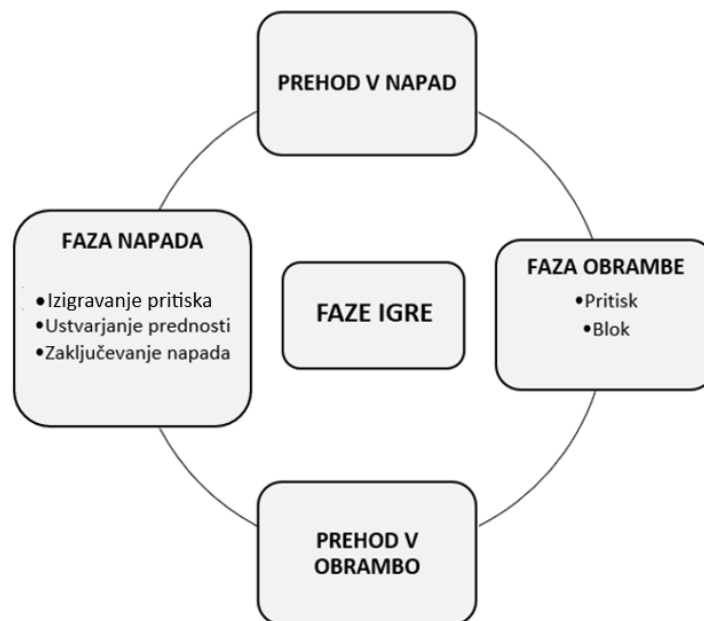 PREHOD V NAPAD
FAZA NAPADA
•Izigravanje pritiska
•Ustvarjanje prednosti
•Zaključevanje napada
FAZE IGRE
FAZA OBRAMBE
•Pritisk
•Blok
PREHOD V
OBRAMBO